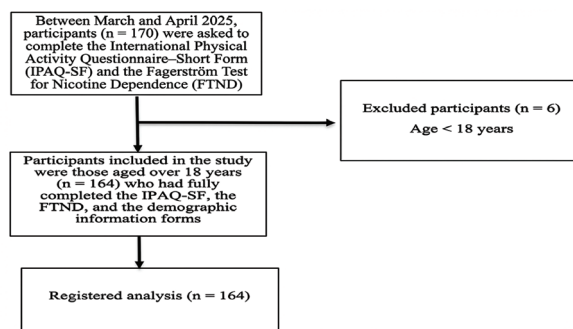 Between March and April 2025,
participants (n = 170) were asked to
complete the International Physical
Activity Questionnaire–Short Form
(IPAQ-SF) and the Fagerström Test
for Nicotine Dependence (FTND)
Excluded participants (n = 6)
Age < 18 years
Participants included in the study
were those aged over 18 years
(n = 164) who had fully
completed the IPAQ-SF, the
FTND, and the demographic
information forms
Registered analysis (n = 164)